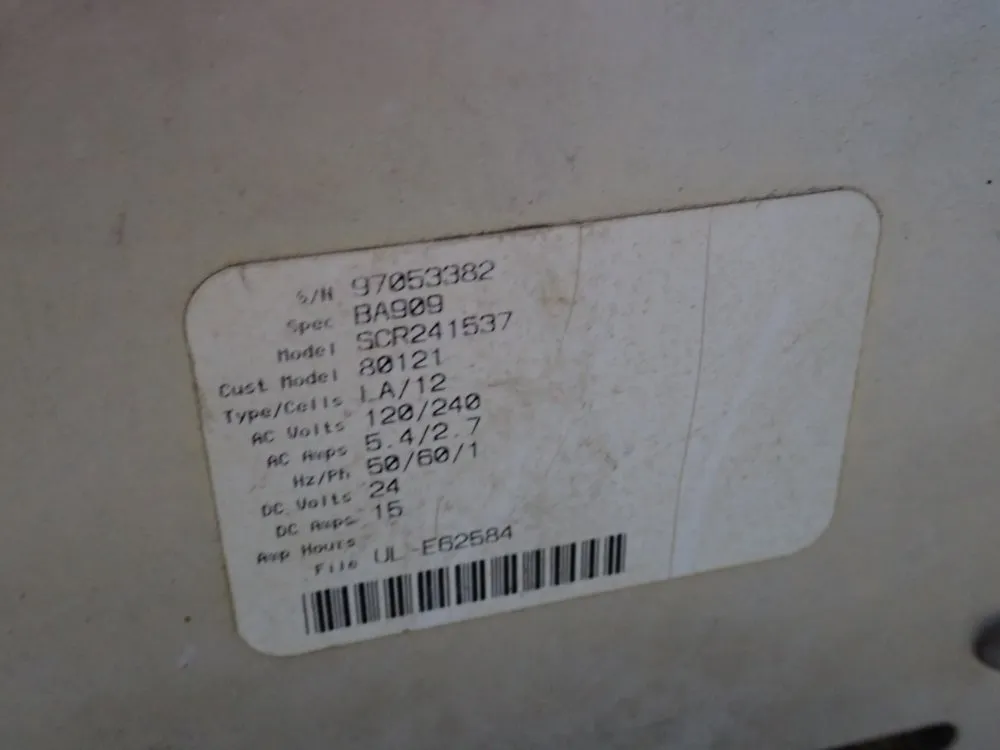 S/N 97053382
Spec BA909
Model SCR241537
Cust Model 80121
Type/Cells LA/12
AC Volts 120/240
AC Amps 5.4/2.7
Hz/Ph 50/60/1
DC Volts 24
DC Amps 15
Amp Hours
File UL-E62584